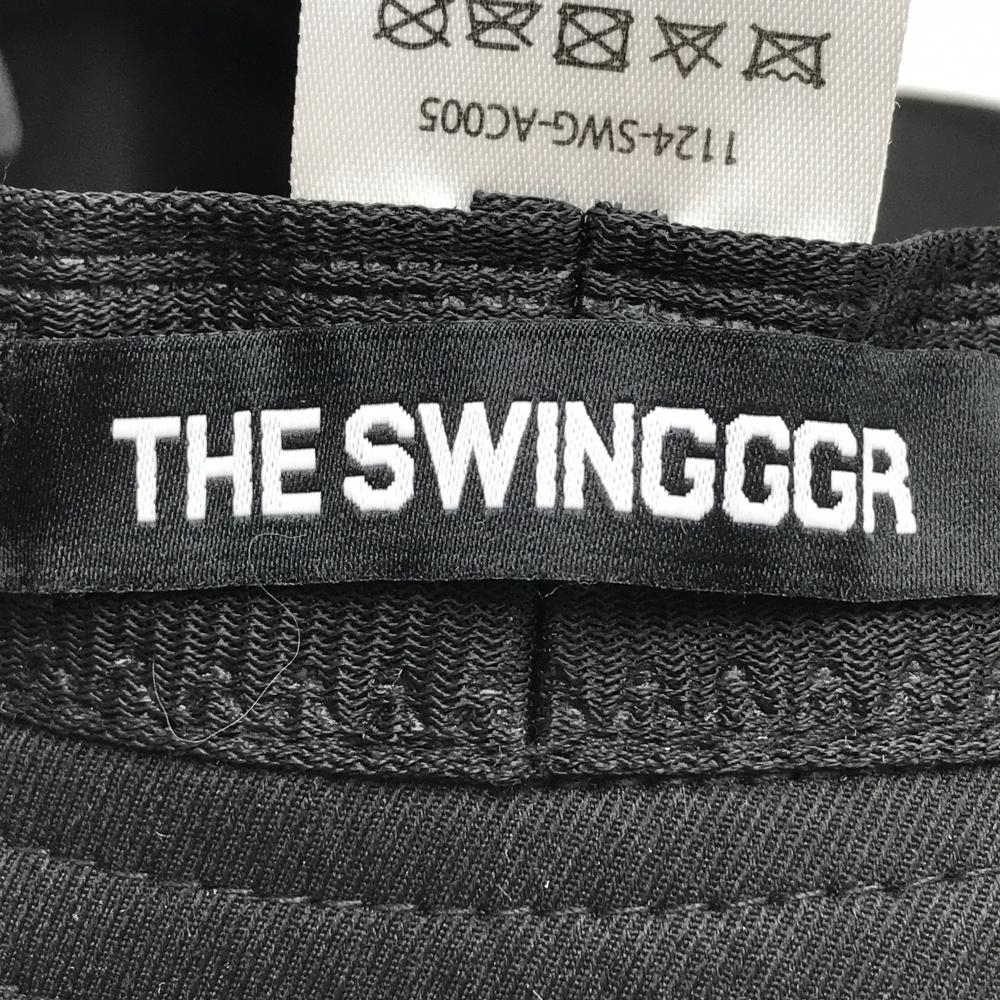 1124-SWG-AC005
THE SWINGGGR